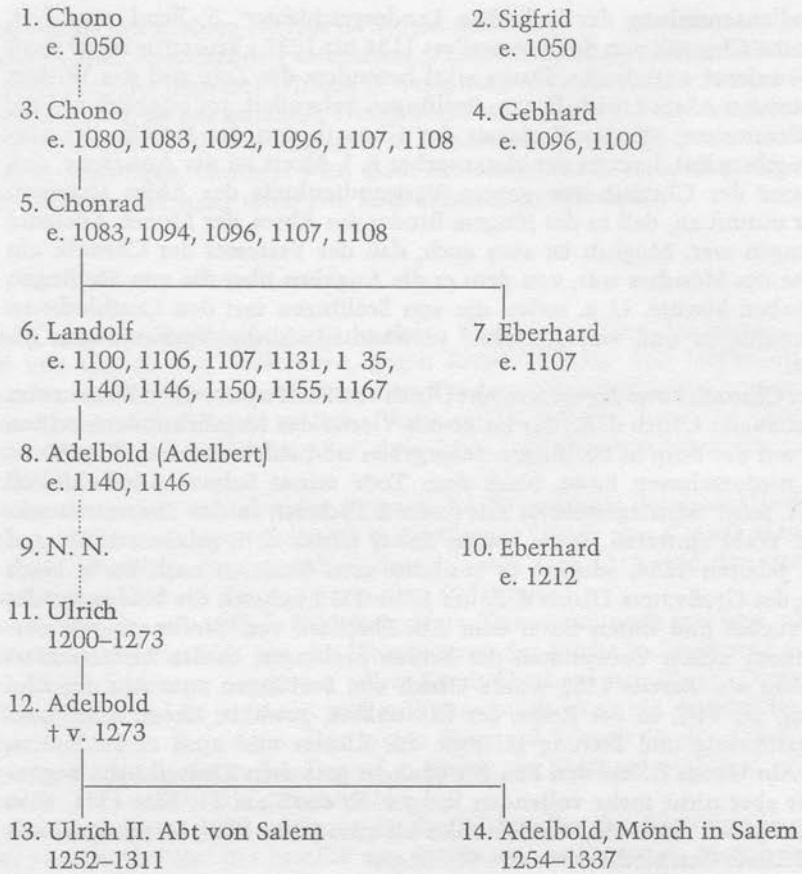 1. Chono
e. 1050
2. Sigfrid
e. 1050
3. Chono
e. 1080, 1083, 1092, 1096, 1107, 1108
4. Gebhard
e. 1096, 1100
5. Chonrad
e. 1083, 1094, 1096, 1107, 1108
6. Landolf
e. 1100, 1106, 1107, 1131, 1 35,
1140, 1146, 1150, 1155, 1167
7. Eberhard
e. 1107
8. Adelbold (Adelbert)
e. 1140, 1146
9. N. N.
10. Eberhard
e. 1212
11. Ulrich
1200–1273
12. Adelbold
† v. 1273
13. Ulrich II. Abt von Salem
1252–1311
14. Adelbold, Mönch in Salem
1254–1337